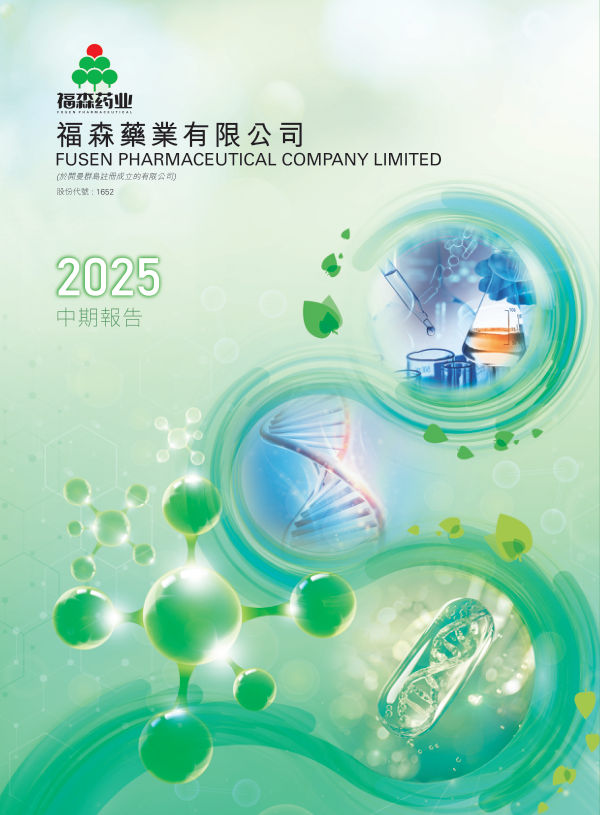 福森药业
FUSEN PHARMACEUTICAL
福森藥業有限公司
FUSEN PHARMACEUTICAL COMPANY LIMITED
(於開曼群島註冊成立的有限公司)
股份代號 : 1652
2025
中期報告